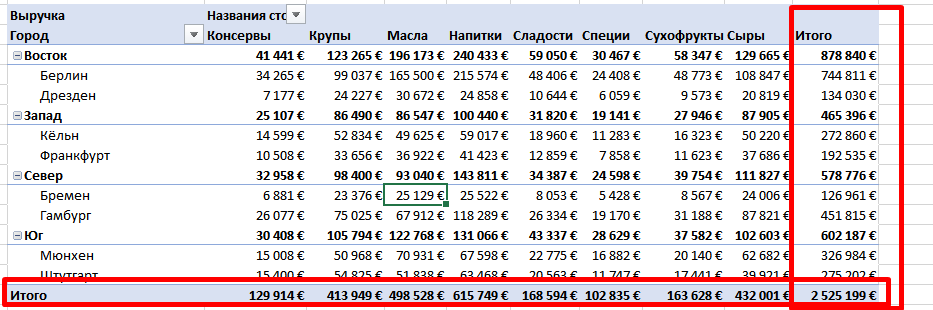 Выручка Названия сто
Город Консервы Крупы Масла Напитки Сладости Специи Сухофрукты Сыры Итого
Восток 41 441 € 123 265 € 196 173 € 240 433 € 59 050 € 30 467 € 58 347 € 129 665 € 878 840 €
Берлин 34 265 € 99 037 € 165 500 € 215 574 € 48 406 € 24 408 € 48 773 € 108 847 € 744 811 €
Дрезден 7 177 € 24 227 € 30 672 € 24 858 € 10 644 € 6 059 € 9 573 € 20 819 € 134 030 €
Запад 25 107 € 86 490 € 86 547 € 100 440 € 31 820 € 19 141 € 27 946 € 87 905 € 465 396 €
Кёльн 14 599 € 52 834 € 49 625 € 59 017 € 18 960 € 11 283 € 16 323 € 50 220 € 272 860 €
Франкфурт 10 508 € 33 656 € 36 922 € 41 423 € 12 859 € 7 858 € 11 623 € 37 686 € 192 535 €
Север 32 958 € 98 400 € 93 040 € 143 811 € 34 387 € 24 598 € 39 754 € 111 827 € 578 776 €
Бремен 6 881 € 23 376 € 25 129 € 25 522 € 8 053 € 5 428 € 8 567 € 24 006 € 126 961 €
Гамбург 26 077 € 75 025 € 67 912 € 118 289 € 26 334 € 19 170 € 31 188 € 87 821 € 451 815 €
Юг 30 408 € 105 794 € 122 768 € 131 066 € 43 337 € 28 629 € 37 582 € 102 603 € 602 187 €
Мюнхен 15 008 € 50 968 € 70 931 € 67 598 € 22 775 € 16 882 € 20 140 € 62 682 € 326 984 €
Штутгарт 15 400 € 54 825 € 51 838 € 63 468 € 20 563 € 11 747 € 17 441 € 39 921 € 275 202 €
Итого 129 914 € 413 949 € 498 528 € 615 749 € 168 594 € 102 835 € 163 628 € 432 001 € 2 525 199 €